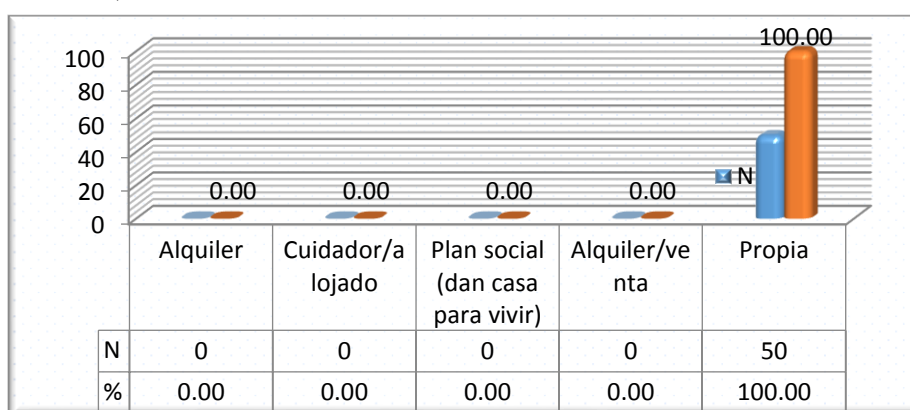 100.00
100
80
60
40
N
20
0.00 0.00 0.00 0.00
0
Alquiler Cuidador/a Plan social Alquiler/ve Propia
lojado (dan casa nta
para vivir)
N 0 0 0 0 50
% 0.00 0.00 0.00 0.00 100.00